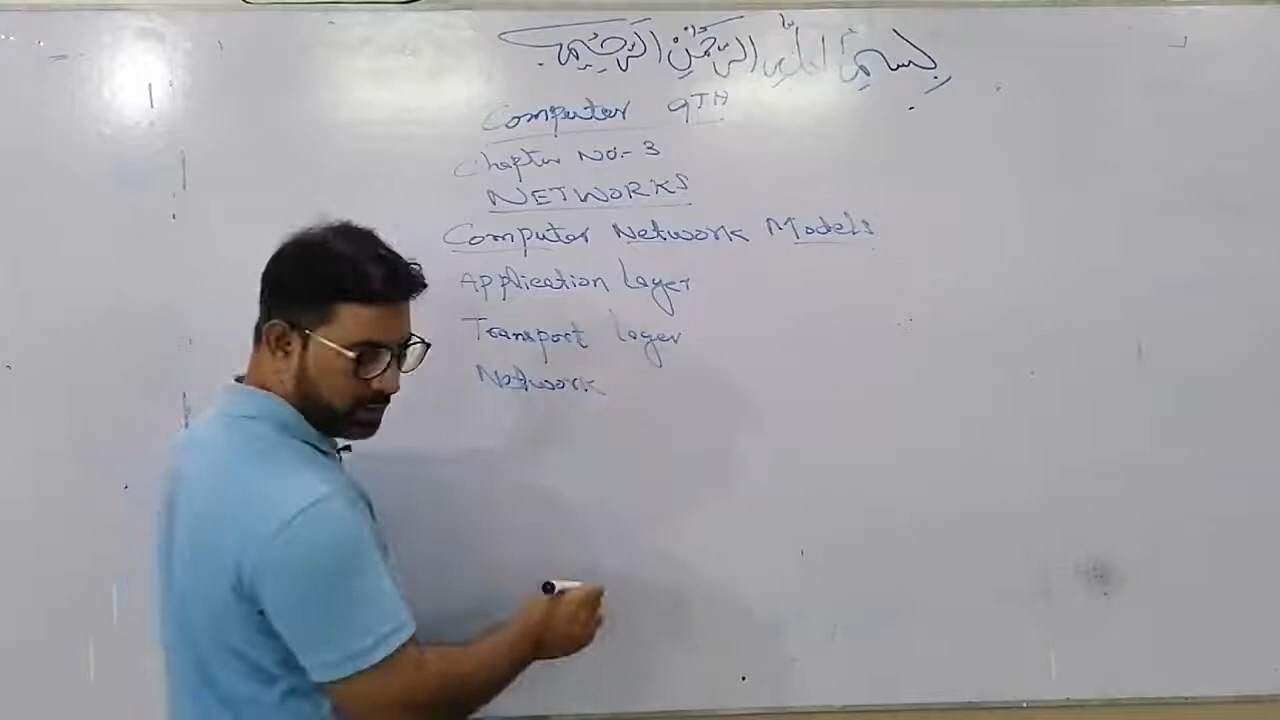 بسم اللہ الرحمٰن الرحیم
Computer 9TH
Chapter No:- 3
NETWORKS
Computer Network Models
Application layer
Transport layer
Network